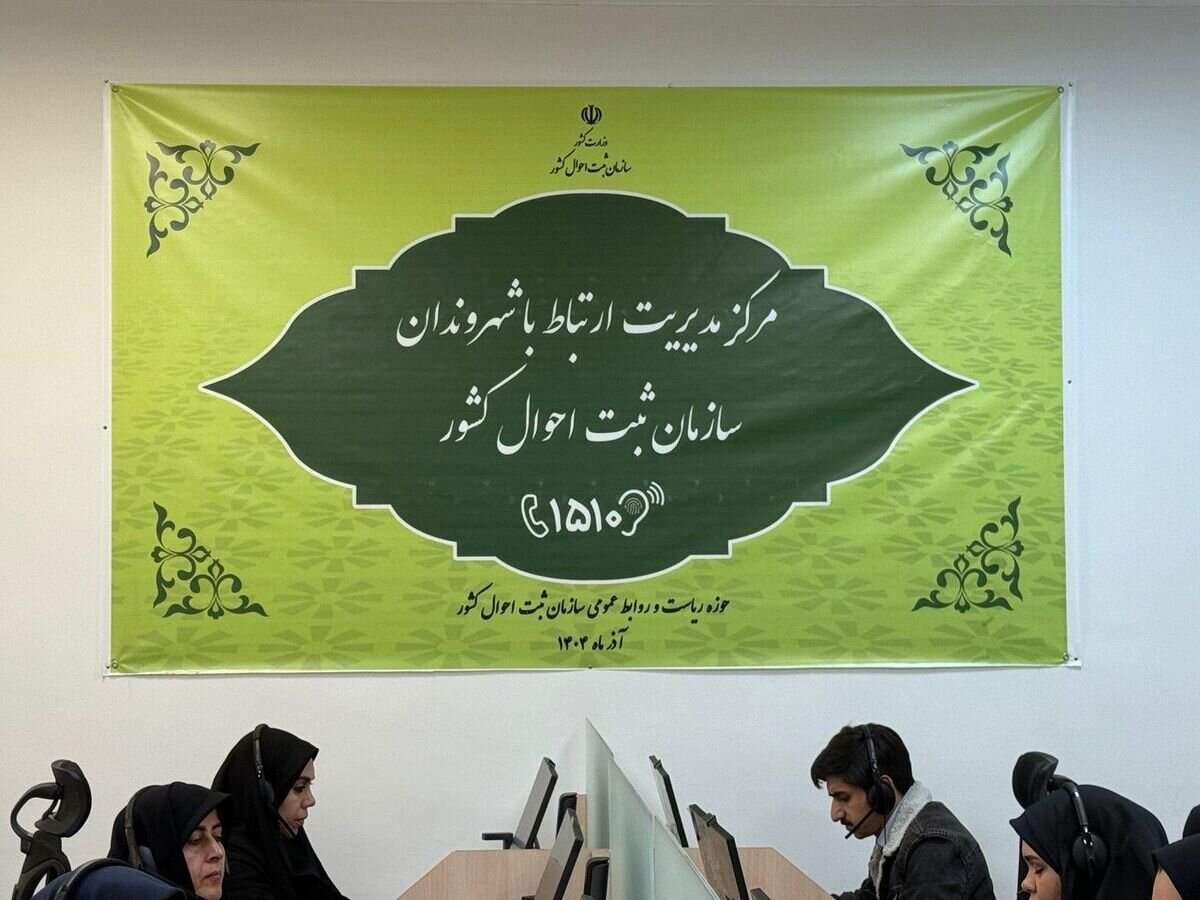 وزارت کشور
سازمان ثبت احوال کشور
مرکز مدیریت ارتباط با شهروندان
سازمان ثبت احوال کشور
۱۵۱۰
حوزه ریاست و روابط عمومی سازمان ثبت احوال کشور
آذر ماه ۱۴۰۴